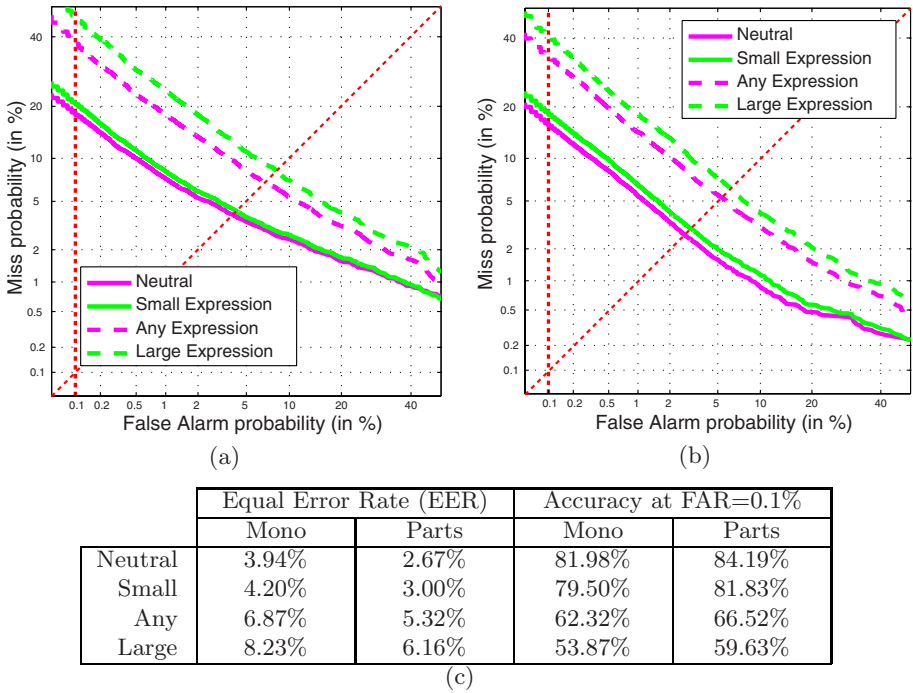 Miss probability (in %)
40
20
10
5
2
1
0.5
0.2
0.1
Neutral
Small Expression
Any Expression
Large Expression
0.1 0.2 0.5 1 2 5 10 20 40
False Alarm probability (in %)
(a)
Miss probability (in %)
40
20
10
5
2
1
0.5
0.2
0.1
Neutral
Small Expression
Any Expression
Large Expression
0.1 0.2 0.5 1 2 5 10 20 40
False Alarm probability (in %)
(b)
Equal Error Rate (EER) Accuracy at FAR=0.1%
Mono Parts Mono Parts
Neutral 3.94% 2.67% 81.98% 84.19%
Small 4.20% 3.00% 79.50% 81.83%
Any 6.87% 5.32% 62.32% 66.52%
Large 8.23% 6.16% 53.87% 59.63%
(c)